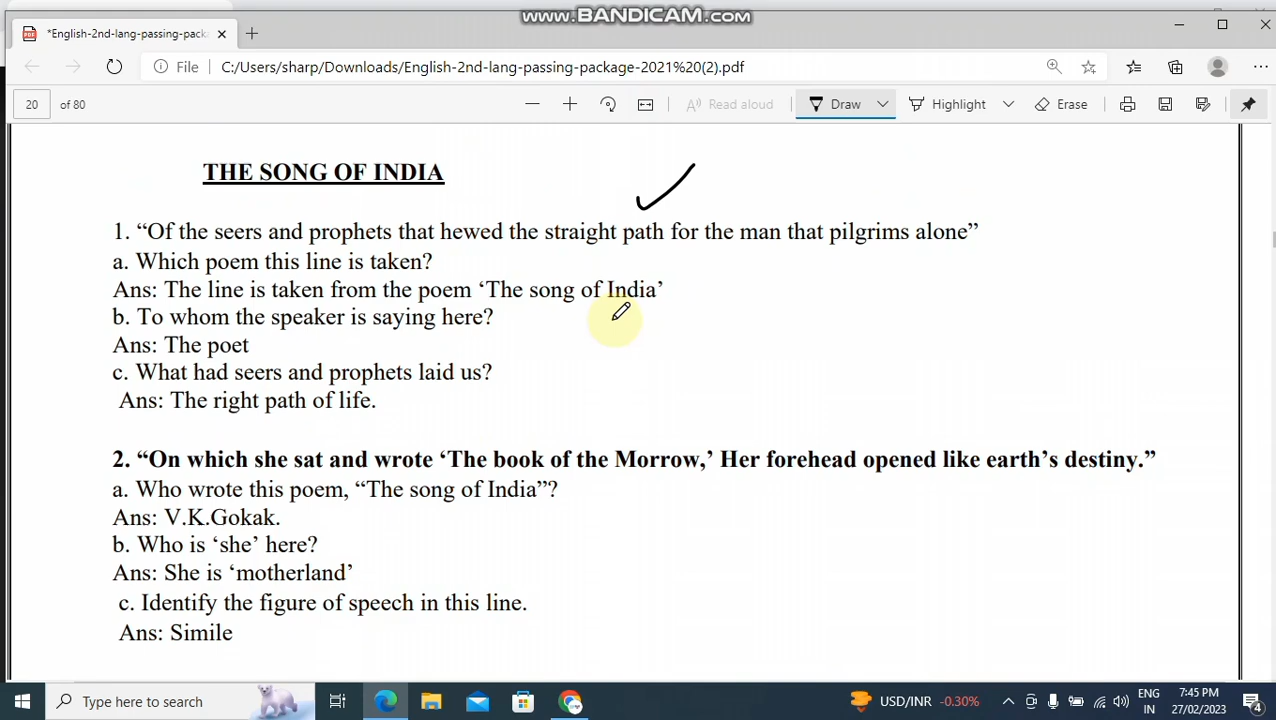 www.BANDICAM.com
*English-2nd-lang-passing-pack
File C:/Users/sharp/Downloads/English-2nd-lang-passing-package-2021%20(2).pdf
20 of 80 Read aloud Draw Highlight Erase
THE SONG OF INDIA
1. “Of the seers and prophets that hewed the straight path for the man that pilgrims alone”
a. Which poem this line is taken?
Ans: The line is taken from the poem ‘The song of India’
b. To whom the speaker is saying here?
Ans: The poet
c. What had seers and prophets laid us?
Ans: The right path of life.
2. “On which she sat and wrote ‘The book of the Morrow,’ Her forehead opened like earth’s destiny.”
a. Who wrote this poem, “The song of India”?
Ans: V.K.Gokak.
b. Who is ‘she’ here?
Ans: She is ‘motherland’
c. Identify the figure of speech in this line.
Ans: Simile
Type here to search USD/INR -0.30% ENG IN 7:45 PM 27/02/2023 4